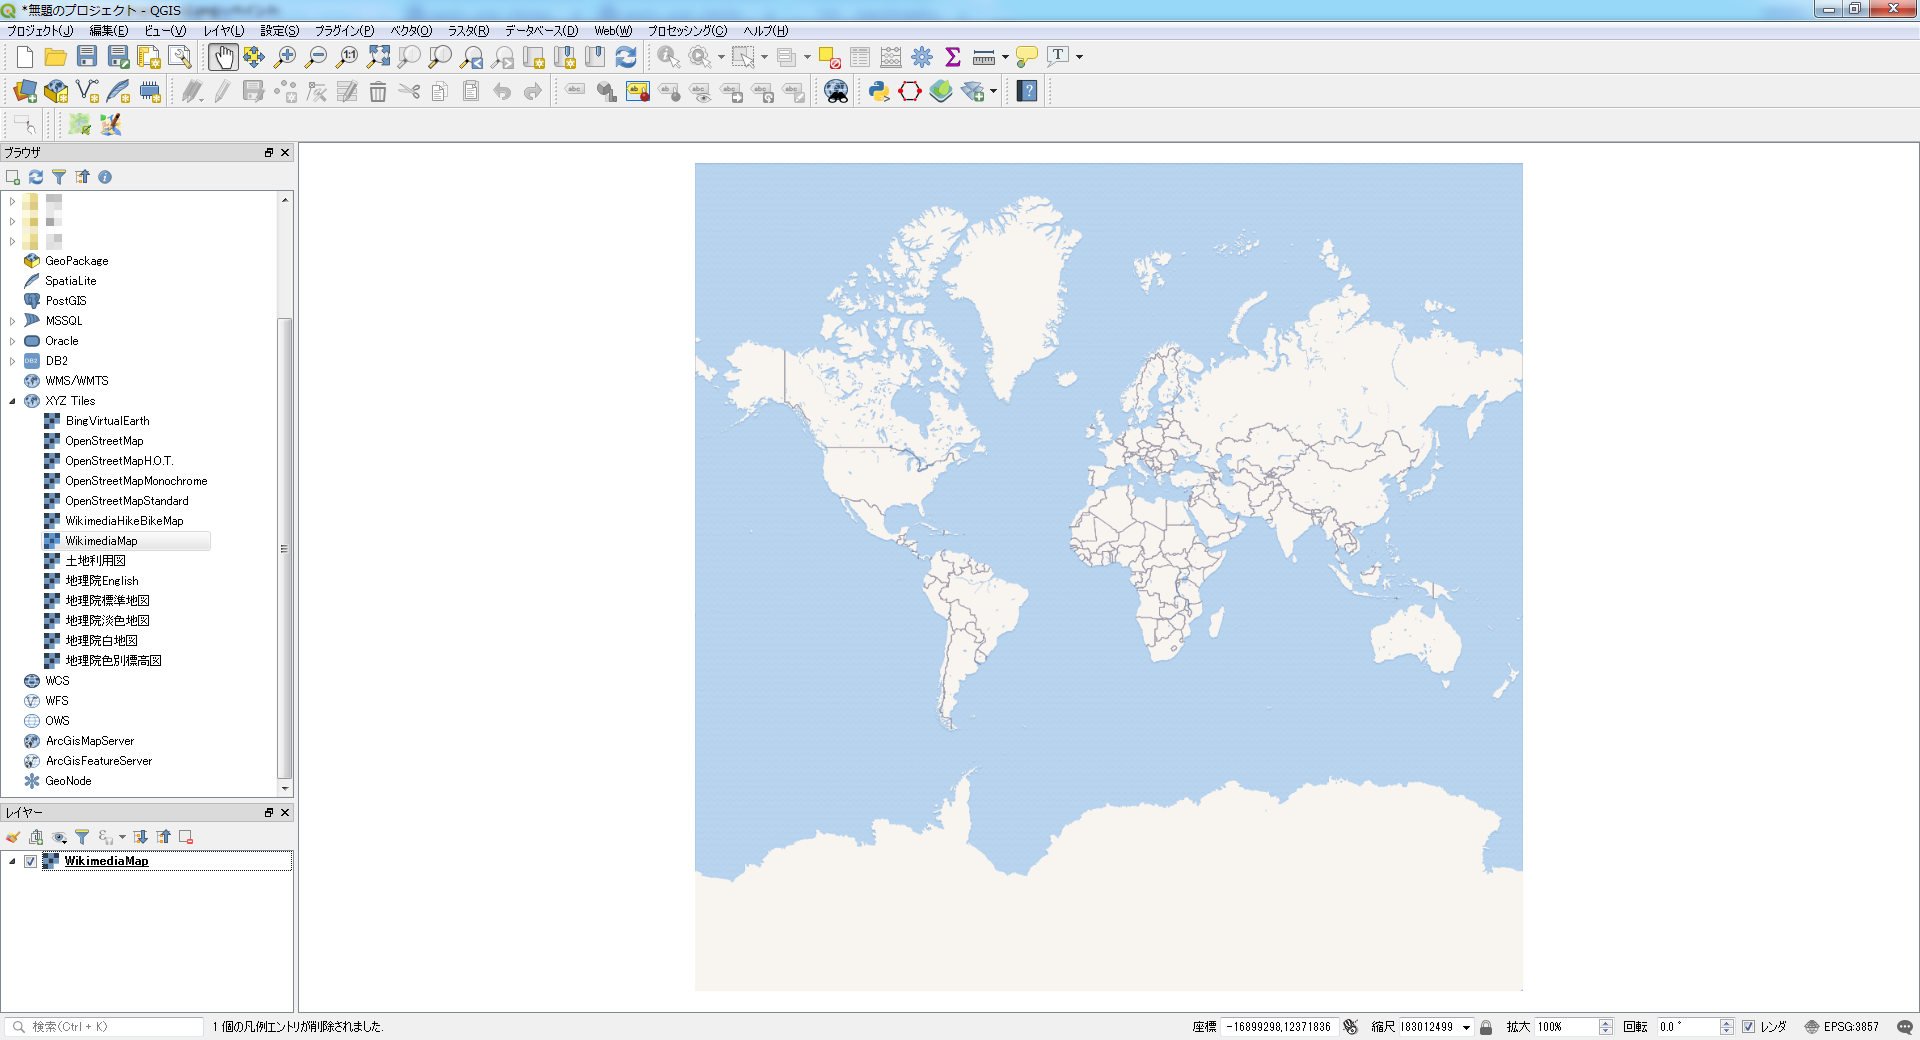 *無題のプロジェクト - QGIS
プロジェクト(J) 編集(E) ビュー(V) レイヤ(L) 設定(S) プラグイン(P) ベクタ(O) ラスタ(R) データベース(D) Web(W) プロセッシング(C) ヘルプ(H)
ブラウザ
GeoPackage
SpatiaLite
PostGIS
MSSQL
Oracle
DB2
WMS/WMTS
XYZ Tiles
BingVirtualEarth
OpenStreetMap
OpenStreetMapH.O.T.
OpenStreetMapMonochrome
OpenStreetMapStandard
WikimediaHikeBikeMap
WikimediaMap
土地利用図
地理院English
地理院標準地図
地理院淡色地図
地理院白地図
地理院色別標高図
WCS
WFS
OWS
ArcGisMapServer
ArcGisFeatureServer
GeoNode
レイヤー
WikimediaMap
検索(Ctrl + K) 1 個の凡例エントリが削除されました. 座標 -16899298,12371836 縮尺 183012499 拡大 100% 回転 0.0 ° レンダ EPSG:3857